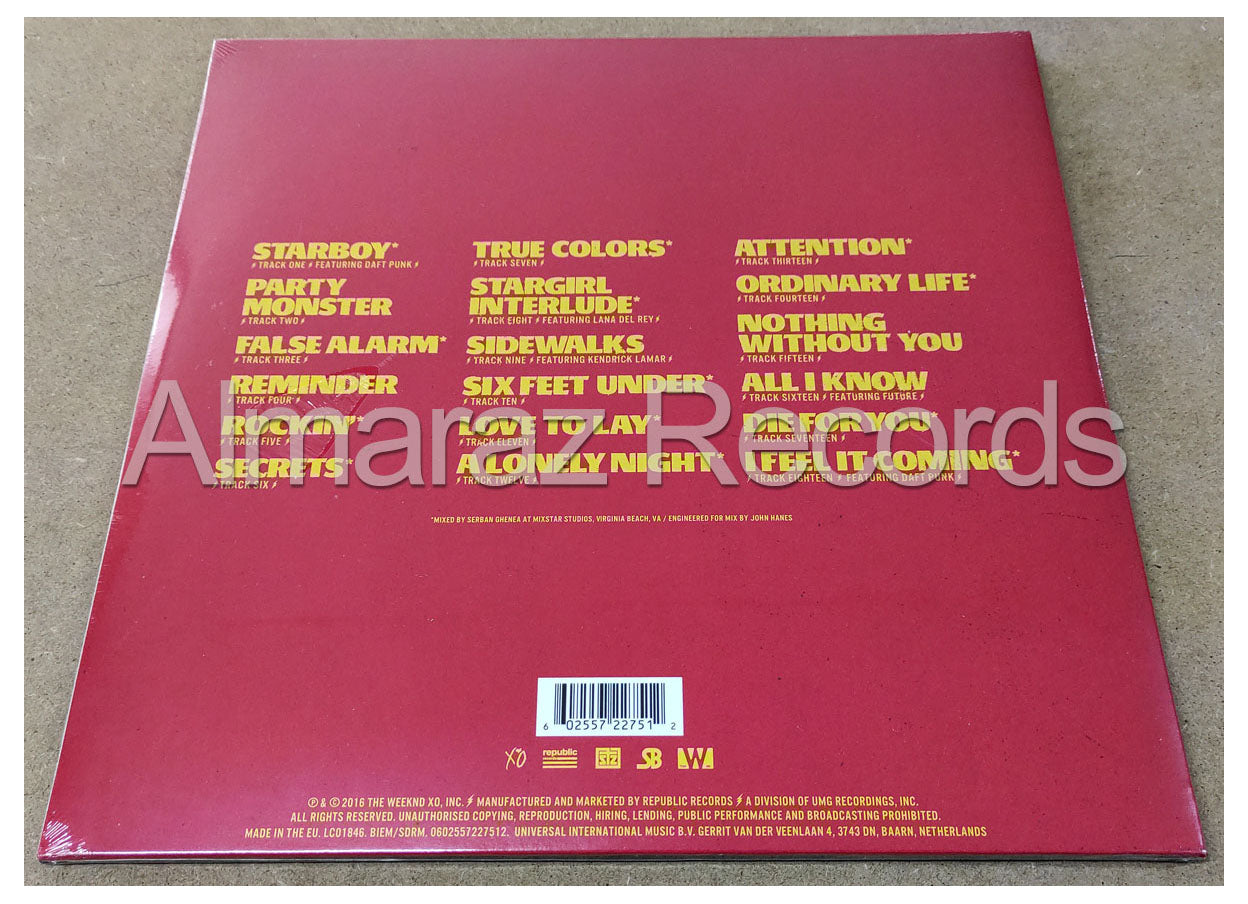 STARBOY*
⚡TRACK ONE⚡FEATURING DAFT PUNK⚡
PARTY
MONSTER
⚡TRACK TWO⚡
FALSE ALARM*
⚡TRACK THREE⚡
REMINDER
⚡TRACK FOUR⚡
ROCKIN'*
⚡TRACK FIVE⚡
SECRETS*
⚡TRACK SIX⚡
TRUE COLORS*
⚡TRACK SEVEN⚡
STARGIRL
INTERLUDE*
⚡TRACK EIGHT⚡FEATURING LANA DEL REY⚡
SIDEWALKS
⚡TRACK NINE⚡FEATURING KENDRICK LAMAR⚡
SIX FEET UNDER*
⚡TRACK TEN⚡
LOVE TO LAY*
⚡TRACK ELEVEN⚡
A LONELY NIGHT*
⚡TRACK TWELVE⚡
ATTENTION*
⚡TRACK THIRTEEN⚡
ORDINARY LIFE*
⚡TRACK FOURTEEN⚡
NOTHING
WITHOUT YOU
⚡TRACK FIFTEEN⚡
ALL I KNOW
⚡TRACK SIXTEEN⚡FEATURING FUTURE⚡
DIE FOR YOU*
⚡TRACK SEVENTEEN⚡
I FEEL IT COMING*
⚡TRACK EIGHTEEN⚡FEATURING DAFT PUNK⚡
Almaraz Records
*MIXED BY SERBAN GHENEA AT MIXSTAR STUDIOS, VIRGINIA BEACH, VA / ENGINEERED FOR MIX BY JOHN HANES
6 02557 22751 2
XO republic SB W
℗ & © 2016 THE WEEKND XO, INC. ⚡ MANUFACTURED AND MARKETED BY REPUBLIC RECORDS ⚡ A DIVISION OF UMG RECORDINGS, INC.
ALL RIGHTS RESERVED. UNAUTHORISED COPYING, REPRODUCTION, HIRING, LENDING, PUBLIC PERFORMANCE AND BROADCASTING PROHIBITED.
MADE IN THE EU. LC01846. BIEM/SDRM. 0602557227512. UNIVERSAL INTERNATIONAL MUSIC B.V. GERRIT VAN DER VEENLAAN 4, 3743 DN, BAARN, NETHERLANDS